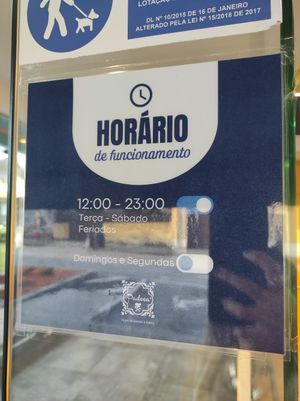 LOTAÇÃO
DL Nº 10/2015 DE 16 DE JANEIRO
ALTERADO PELA LEI Nº 15/2018 DE 2017
HORÁRIO
de funcionamento
12:00 - 23:00
Terça - Sábado
Feriados
Domingos e Segundas